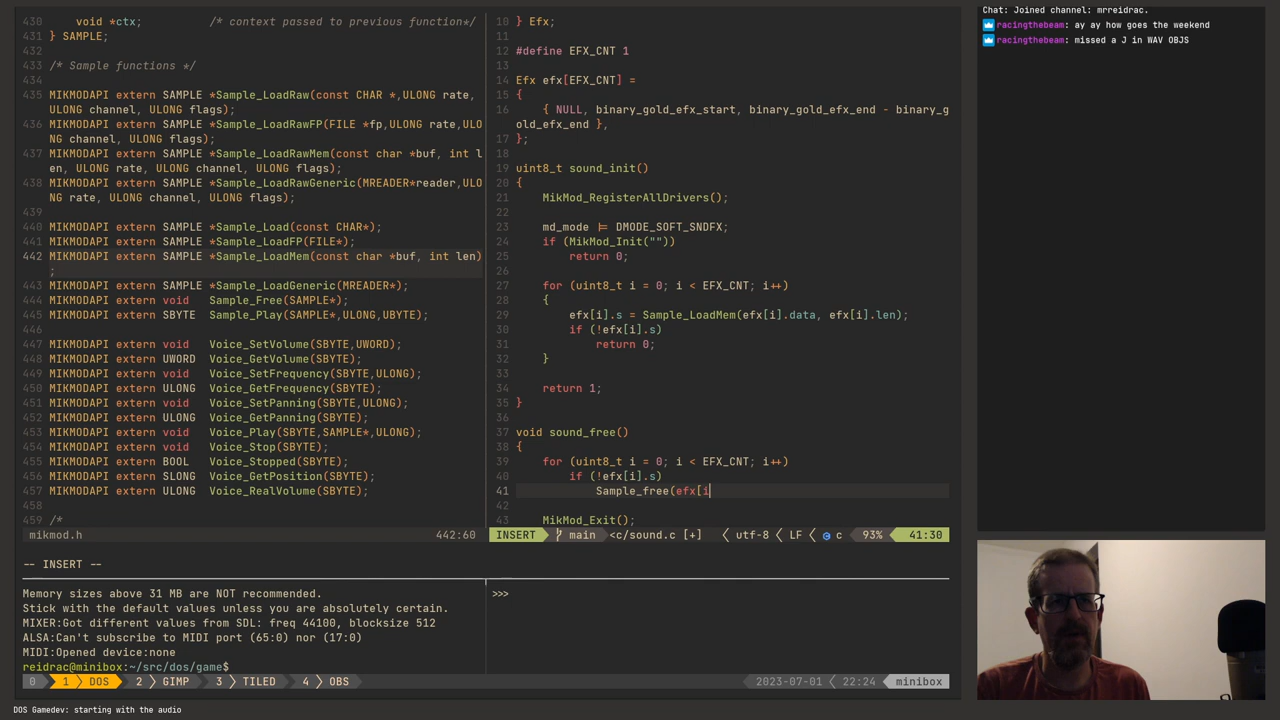 430     void *ctx;          /* context passed to previous function*/
431 } SAMPLE;
432
433 /* Sample functions */
434
435 MIKMODAPI extern SAMPLE *Sample_LoadRaw(const CHAR *,ULONG rate,
ULONG channel, ULONG flags);
436 MIKMODAPI extern SAMPLE *Sample_LoadRawFP(FILE *fp,ULONG rate,ULO
NG channel, ULONG flags);
437 MIKMODAPI extern SAMPLE *Sample_LoadRawMem(const char *buf, int l
en, ULONG rate, ULONG channel, ULONG flags);
438 MIKMODAPI extern SAMPLE *Sample_LoadRawGeneric(MREADER*reader,ULO
NG rate, ULONG channel, ULONG flags);
439
440 MIKMODAPI extern SAMPLE *Sample_Load(const CHAR*);
441 MIKMODAPI extern SAMPLE *Sample_LoadFP(FILE*);
442 MIKMODAPI extern SAMPLE *Sample_LoadMem(const char *buf, int len)
;
443 MIKMODAPI extern SAMPLE *Sample_LoadGeneric(MREADER*);
444 MIKMODAPI extern void   Sample_Free(SAMPLE*);
445 MIKMODAPI extern SBYTE  Sample_Play(SAMPLE*,ULONG,UBYTE);
446
447 MIKMODAPI extern void   Voice_SetVolume(SBYTE,UWORD);
448 MIKMODAPI extern UWORD  Voice_GetVolume(SBYTE);
449 MIKMODAPI extern void   Voice_SetFrequency(SBYTE,ULONG);
450 MIKMODAPI extern ULONG  Voice_GetFrequency(SBYTE);
451 MIKMODAPI extern void   Voice_SetPanning(SBYTE,ULONG);
452 MIKMODAPI extern ULONG  Voice_GetPanning(SBYTE);
453 MIKMODAPI extern void   Voice_Play(SBYTE,SAMPLE*,ULONG);
454 MIKMODAPI extern void   Voice_Stop(SBYTE);
455 MIKMODAPI extern BOOL   Voice_Stopped(SBYTE);
456 MIKMODAPI extern SLONG  Voice_GetPosition(SBYTE);
457 MIKMODAPI extern ULONG  Voice_RealVolume(SBYTE);
458
459 /*
mikmod.h 442:60
10 } Efx;
11
12 #define EFX_CNT 1
13
14 Efx efx[EFX_CNT] =
15 {
16     { NULL, binary_gold_efx_start, binary_gold_efx_end - binary_g
old_efx_end },
17 };
18
19 uint8_t sound_init()
20 {
21     MikMod_RegisterAllDrivers();
22
23     md_mode |= DMODE_SOFT_SNDFX;
24     if (MikMod_Init(""))
25         return 0;
26
27     for (uint8_t i = 0; i < EFX_CNT; i++)
28     {
29         efx[i].s = Sample_LoadMem(efx[i].data, efx[i].len);
30         if (!efx[i].s)
31             return 0;
32     }
33
34     return 1;
35 }
36
37 void sound_free()
38 {
39     for (uint8_t i = 0; i < EFX_CNT; i++)
40         if (!efx[i].s)
41             Sample_free(efx[i
42
43     MikMod_Exit();
INSERT main <c/sound.c [+] utf-8 LF c 93% 41:30
-- INSERT --
Memory sizes above 31 MB are NOT recommended.
Stick with the default values unless you are absolutely certain.
MIXER:Got different values from SDL: freq 44100, blocksize 512
ALSA:Can't subscribe to MIDI port (65:0) nor (17:0)
MIDI:Opened device:none
reidrac@minibox:~/src/dos/game$
>>>
0 1 DOS 2 GIMP 3 TILED 4 OBS 2023-07-01 22:24 minibox
DOS Gamedev: starting with the audio
Chat: Joined channel: mrreidrac.
racingthebeam: ay ay how goes the weekend
racingthebeam: missed a J in WAV OBJS